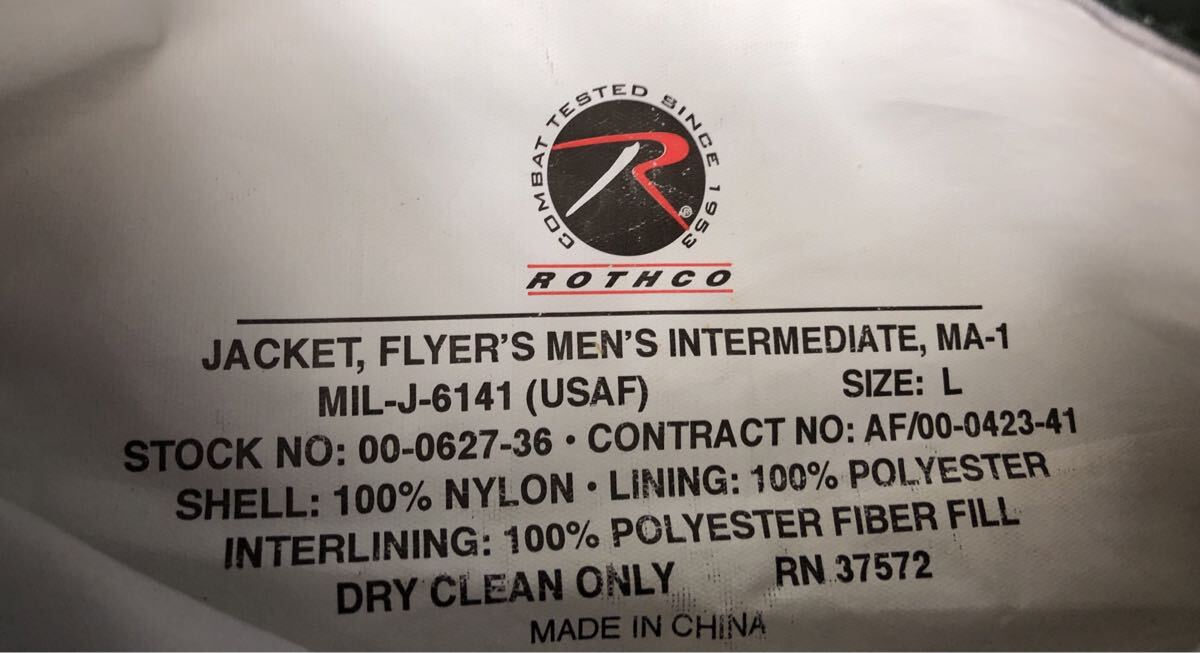 COMBAT TESTED SINCE 1953
R®
ROTHCO
JACKET, FLYER'S MEN'S INTERMEDIATE, MA-1
MIL-J-6141 (USAF) SIZE: L
STOCK NO: 00-0627-36 • CONTRACT NO: AF/00-0423-41
SHELL: 100% NYLON • LINING: 100% POLYESTER
INTERLINING: 100% POLYESTER FIBER FILL
DRY CLEAN ONLY RN 37572
MADE IN CHINA